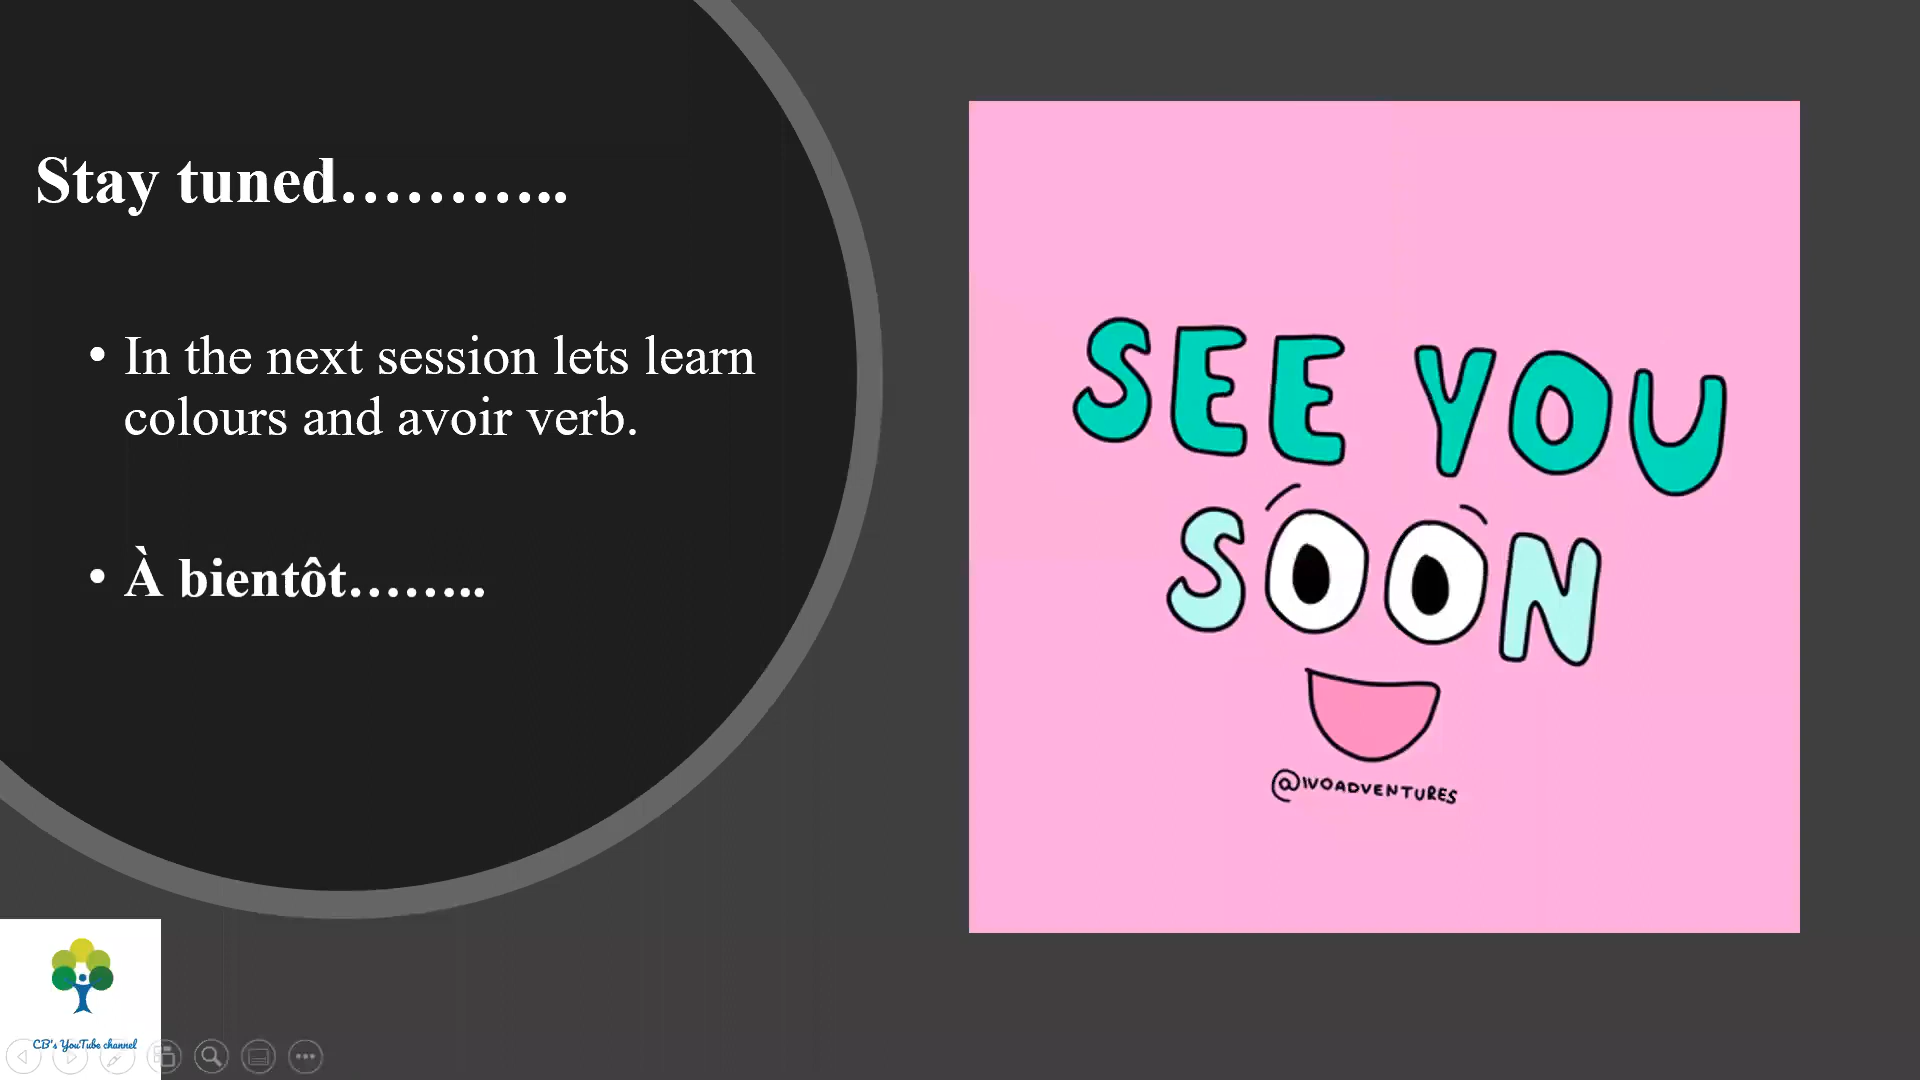 Stay tuned………..
• In the next session lets learn
colours and avoir verb.
• À bientôt……..
SEE YOU
SOON
@IVOADVENTURES
CB's YouTube channel